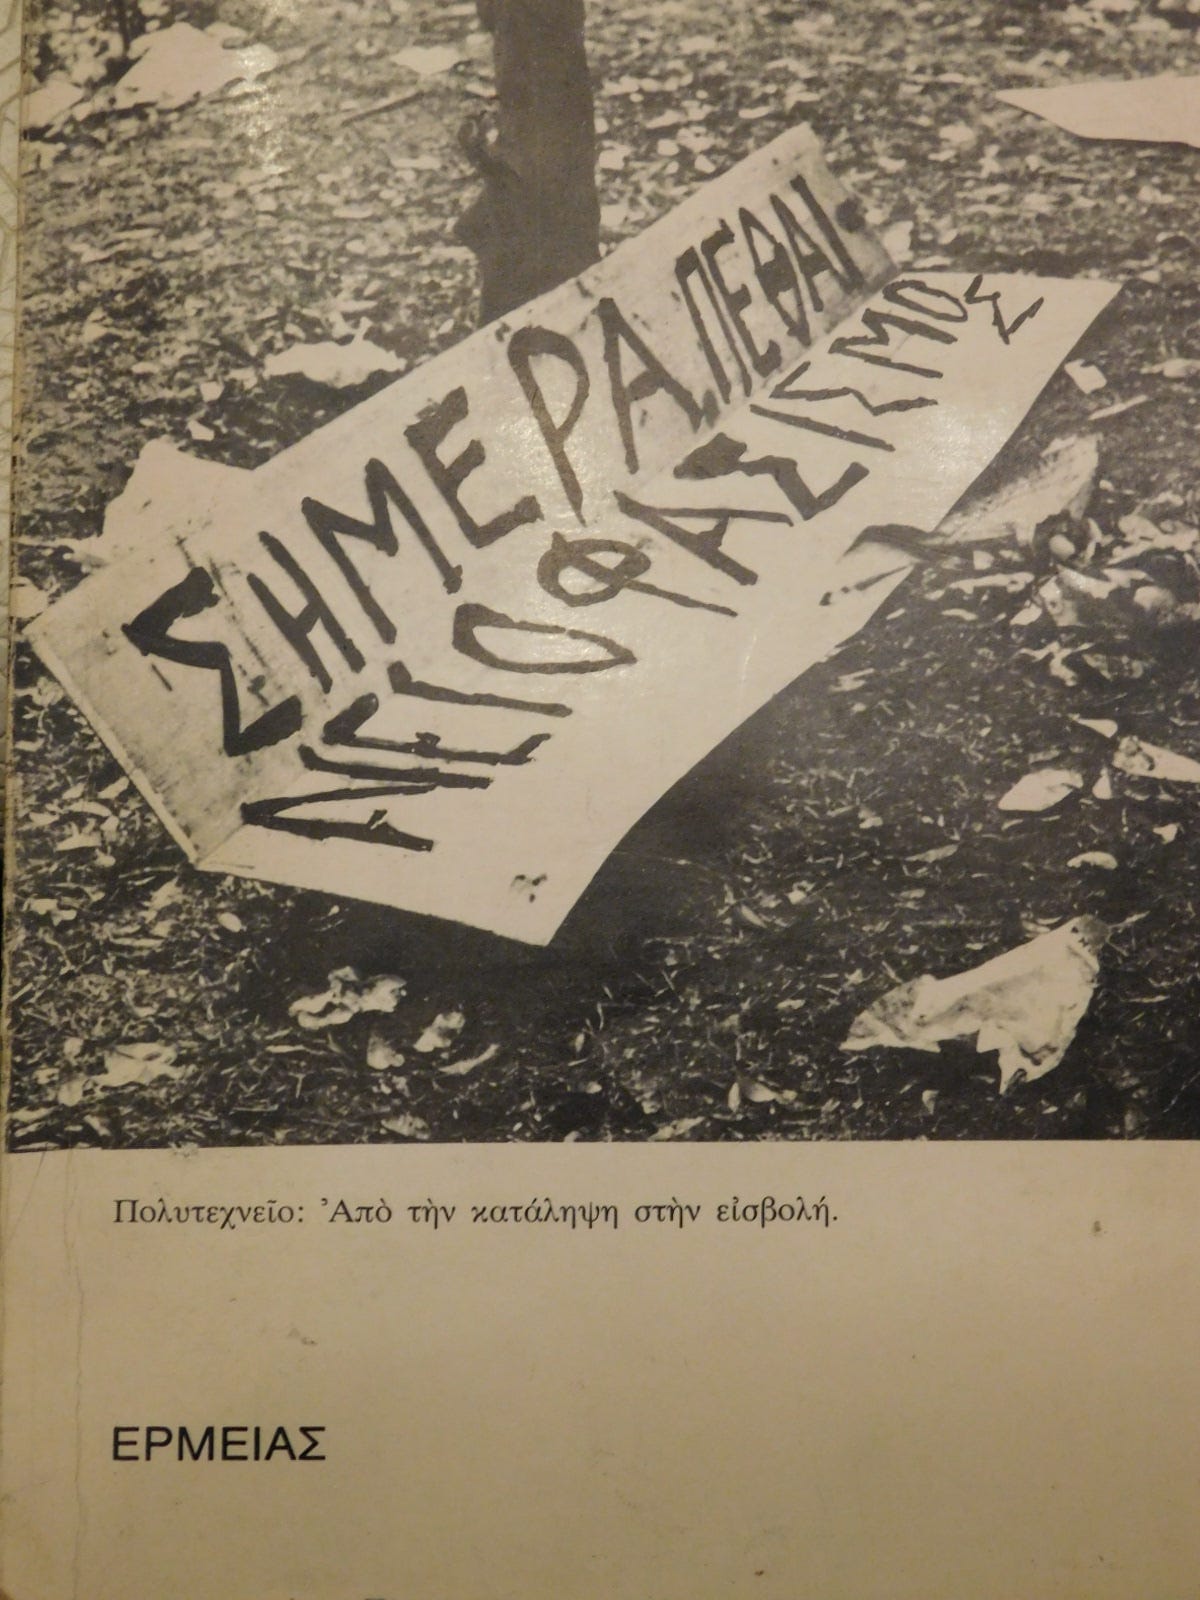 ΣΗΜΕΡΑ ΠΕΘΑΙ
ΝΕΙ Ο ΦΑΣΙΣΜΟΣ
Πολυτεχνεῖο: Ἀπὸ τὴν κατάληψη στὴν εἰσβολή.
ΕΡΜΕΙΑΣ